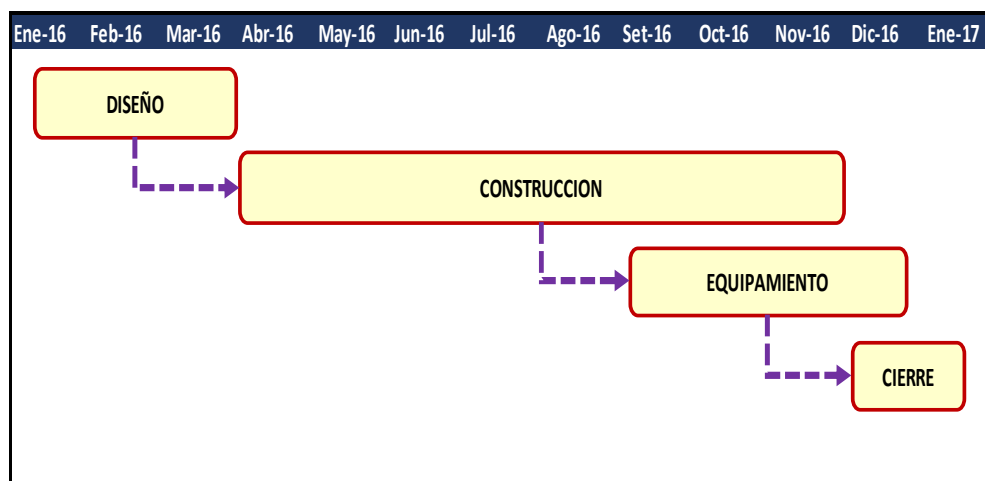 Ene-16 Feb-16 Mar-16 Abr-16 May-16 Jun-16 Jul-16 Ago-16 Set-16 Oct-16 Nov-16 Dic-16 Ene-17
DISEÑO
CONSTRUCCION
EQUIPAMIENTO
CIERRE